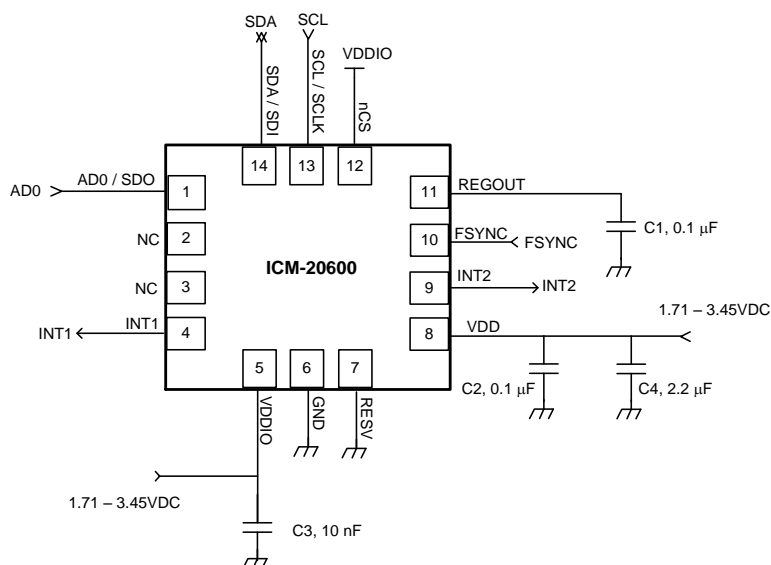 SDA
SCL
VDDIO
SDA / SDI
SCL / SCLK
nCS
14
13
12
AD0
AD0 / SDO
1
11
REGOUT
C1, 0.1 µF
NC
2
10
FSYNC
FSYNC
ICM-20600
NC
3
9
INT2
INT2
INT1
INT1
4
8
VDD
1.71 – 3.45VDC
5
6
7
C2, 0.1 µF
C4, 2.2 µF
VDDIO
GND
RESV
1.71 – 3.45VDC
C3, 10 nF